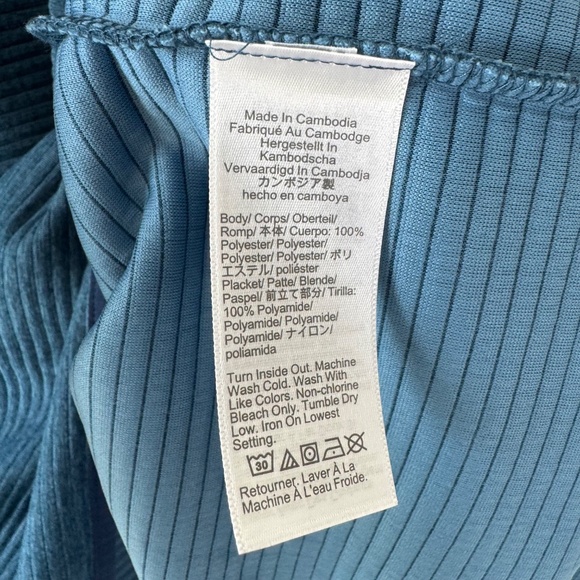 Made In Cambodia
Fabriqué Au Cambodge
Hergestellt In
Kambodscha
Vervaardigd In Cambodja
カンボジア製
hecho en camboya
Body/ Corps/ Oberteil/
Romp/ 本体/ Cuerpo: 100%
Polyester/ Polyester/
Polyester/ Polyester/ ポリ
エステル/ poliéster
Placket/ Patte/ Blende/
Paspel/ 前立て部分/ Tirilla:
100% Polyamide/
Polyamide/ Polyamide/
Polyamide/ ナイロン/
poliamida
Turn Inside Out. Machine
Wash Cold. Wash With
Like Colors. Non-chlorine
Bleach Only. Tumble Dry
Low. Iron On Lowest
Setting.
30
Retourner. Laver À La
Machine À L'eau Froide.